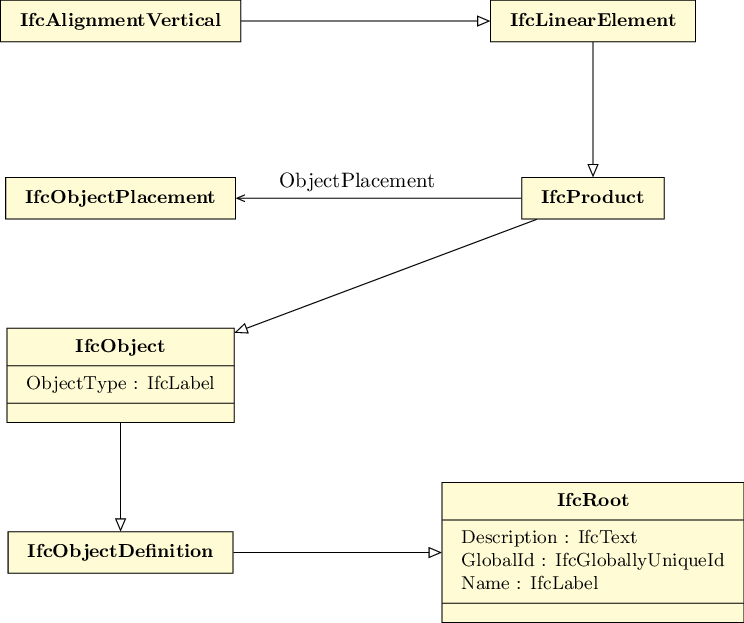 IfcAlignmentVertical
IfcLinearElement
ObjectPlacement
IfcObjectPlacement
IfcProduct
IfcObject
ObjectType : IfcLabel
IfcRoot
Description : IfcText
GlobalId : IfcGloballyUniqueId
Name : IfcLabel
IfcObjectDefinition